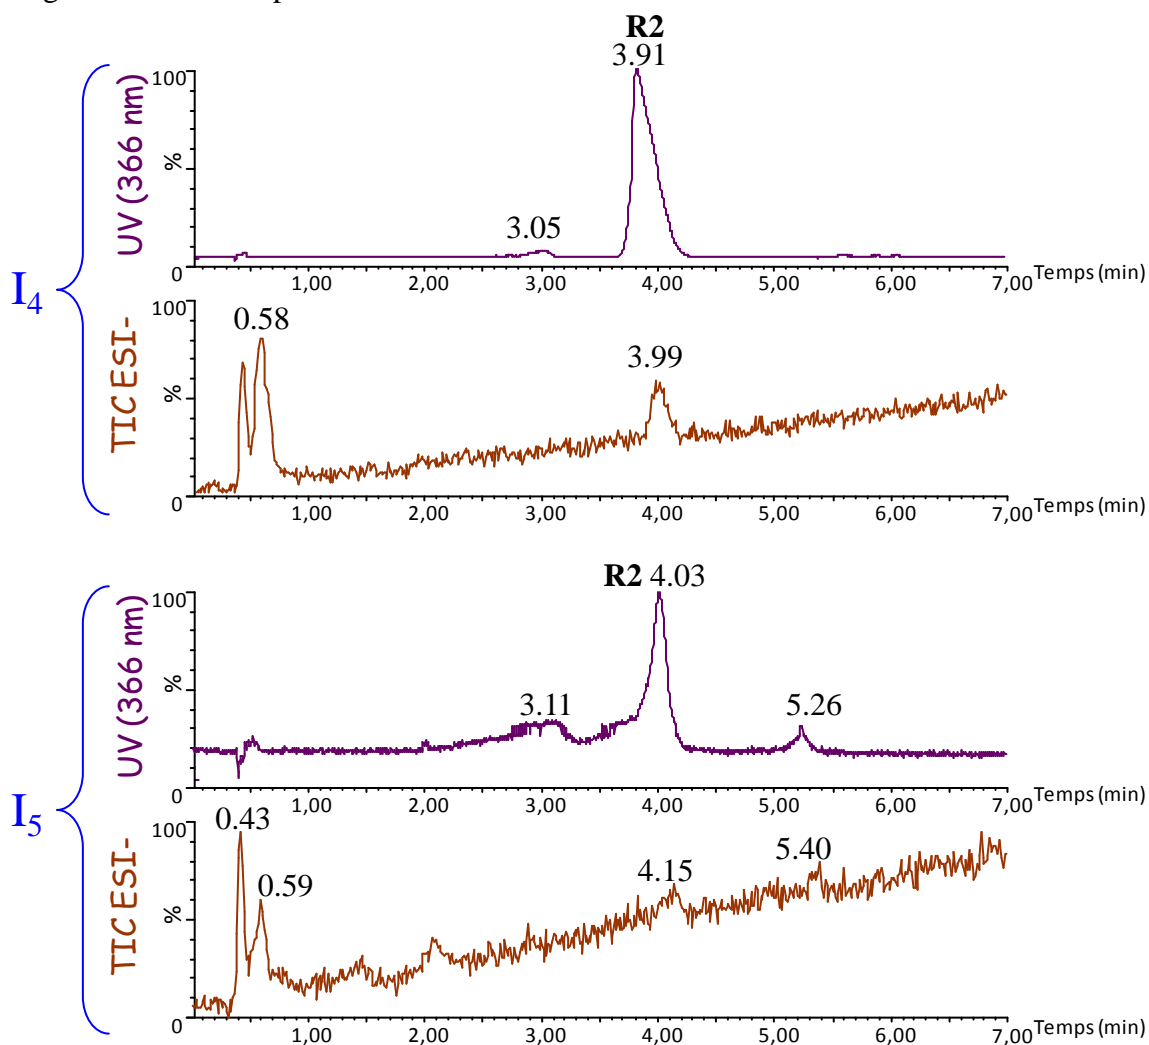 R2
3.91
I4
UV (366 nm)
%
100
0
3.05
1,00 2,00 3,00 4,00 5,00 6,00 7,00 Temps (min)
TIC ESI-
%
100
0
0.58
3.99
1,00 2,00 3,00 4,00 5,00 6,00 7,00 Temps (min)
I5
UV (366 nm)
%
100
0
R2 4.03
3.11
5.26
1,00 2,00 3,00 4,00 5,00 6,00 7,00 Temps (min)
TIC ESI-
%
100
0
0.43
0.59
4.15
5.40
1,00 2,00 3,00 4,00 5,00 6,00 7,00 Temps (min)